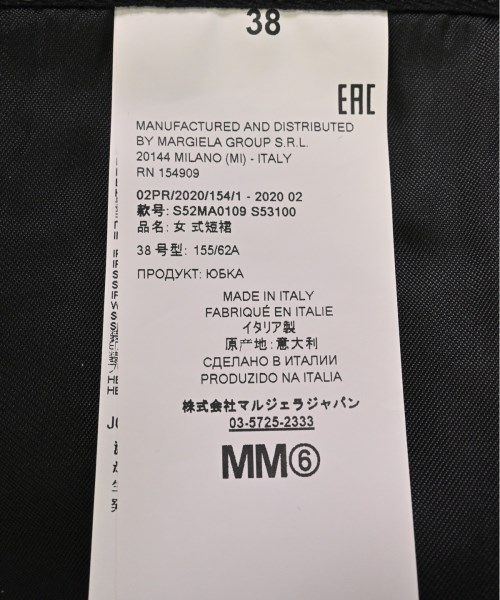 38
EAC
MANUFACTURED AND DISTRIBUTED
BY MARGIELA GROUP S.R.L.
20144 MILANO (MI) - ITALY
RN 154909
02PR/2020/154/1 - 2020 02
款号: S52MA0109 S53100
品名: 女 式短裙
38 号型: 155/62A
ПРОДУКТ: ЮБКА
MADE IN ITALY
FABRIQUÉ EN ITALIE
イタリア製
原产地: 意大利
СДЕЛАНО В ИТАЛИИ
PRODUZIDO NA ITALIA
株式会社マルジェラジャパン
03-5725-2333
MM⑥